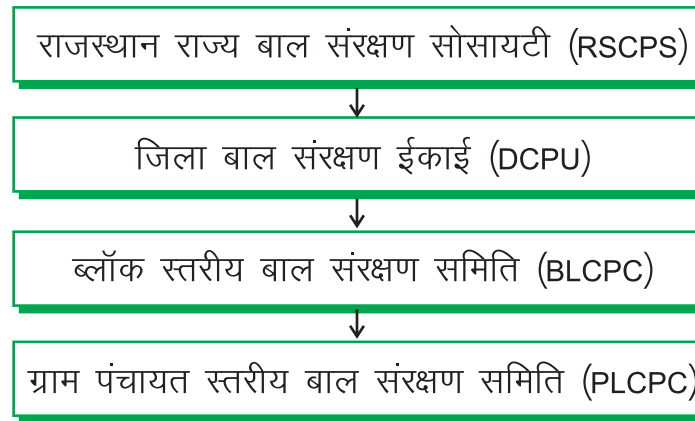 राजस्थान राज्य बाल संरक्षण सोसायटी (RSCPS)
जिला बाल संरक्षण ईकाई (DCPU)
ब्लॉक स्तरीय बाल संरक्षण समिति (BLCPC)
ग्राम पंचायत स्तरीय बाल संरक्षण समिति (PLCPC)